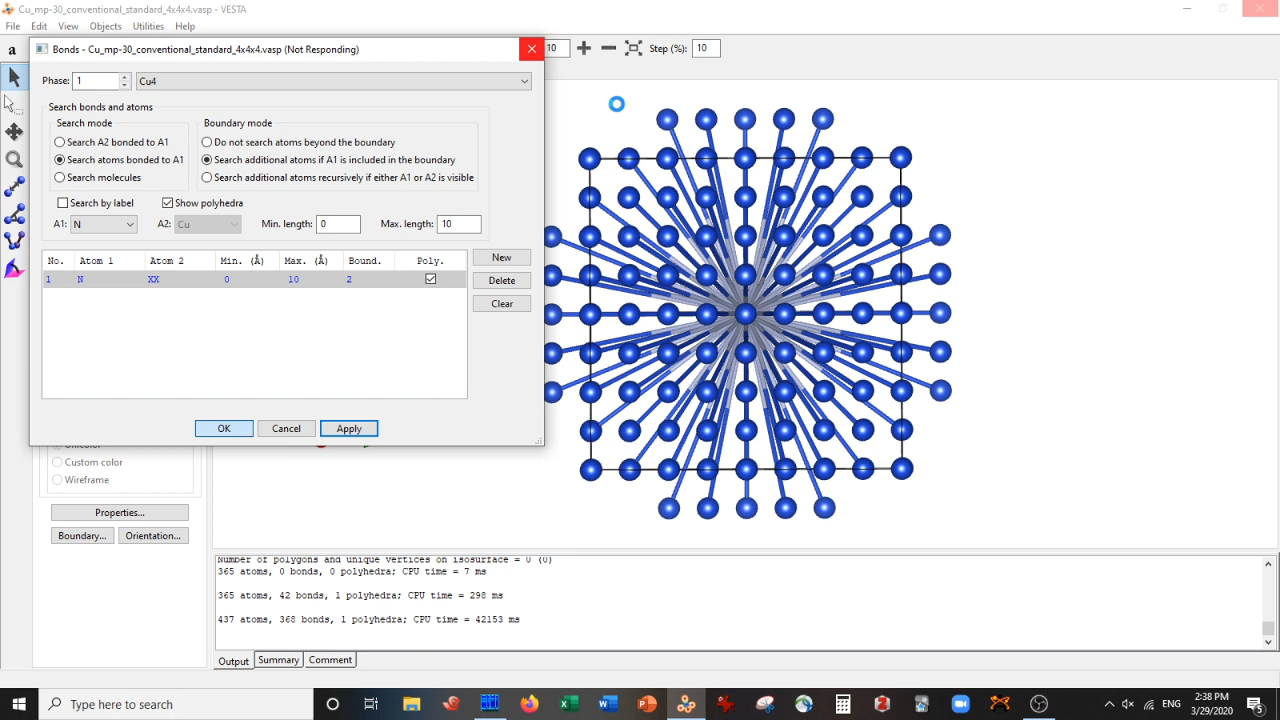 Cu_mp-30_conventional_standard_4x4x4.vasp - VESTA
File Edit View Objects Utilities Help
a
10 Step (%): 10
Bonds - Cu_mp-30_conventional_standard_4x4x4.vasp (Not Responding)
Phase: 1 Cu4
Search bonds and atoms
Search mode Boundary mode
Search A2 bonded to A1 Do not search atoms beyond the boundary
Search atoms bonded to A1 Search additional atoms if A1 is included in the boundary
Search molecules Search additional atoms recursively if either A1 or A2 is visible
Search by label Show polyhedra
A1: N A2: Cu Min. length: 0 Max. length: 10
No. Atom 1 Atom 2 Min. (Å) Max. (Å) Bound. Poly.
1 N XX 0 10 2
New
Delete
Clear
OK Cancel Apply
Custom color
Wireframe
Properties...
Boundary... Orientation...
Number of polygons and unique vertices on isosurface = 0 (0)
365 atoms, 0 bonds, 0 polyhedra; CPU time = 7 ms
365 atoms, 42 bonds, 1 polyhedra; CPU time = 298 ms
437 atoms, 368 bonds, 1 polyhedra; CPU time = 42153 ms
Output Summary Comment
Type here to search
ENG
2:38 PM
3/29/2020
5